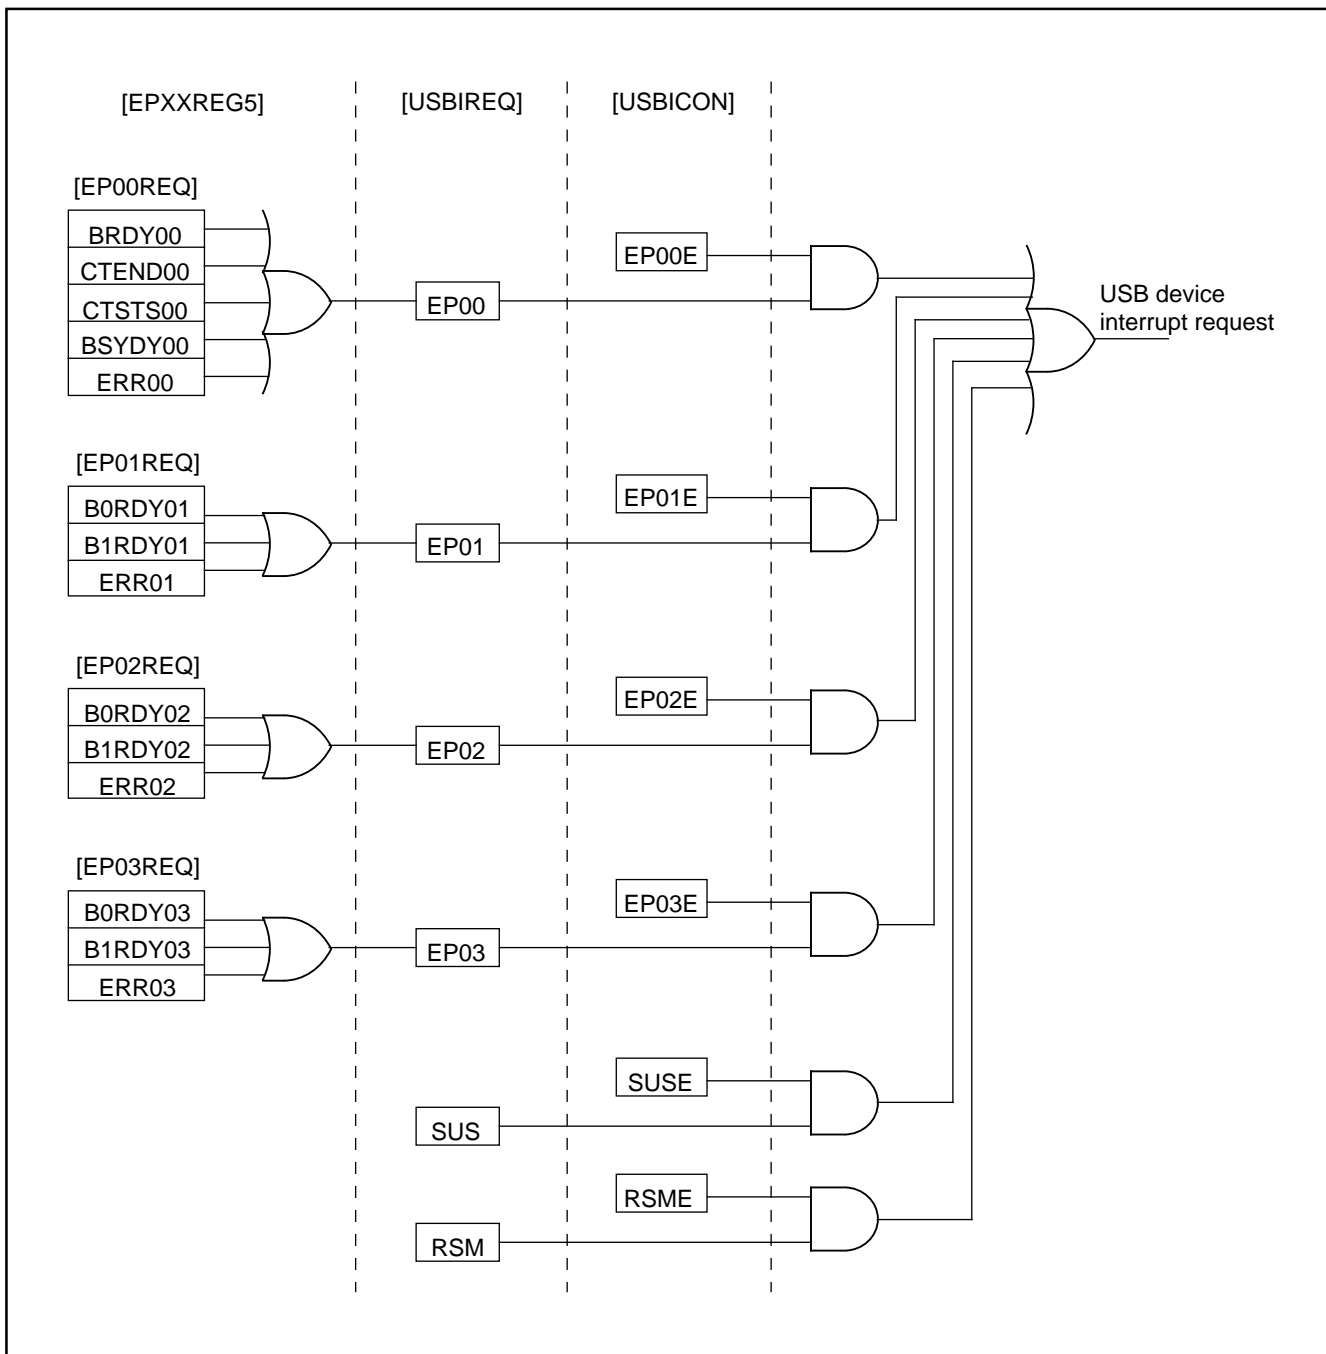 [EPXXREG5]
[USBIREQ]
[USBICON]
[EP00REQ]
BRDY00
CTEND00
CTSTS00
BSYDY00
ERR00
EP00
EP00E
USB device
interrupt request
[EP01REQ]
B0RDY01
B1RDY01
ERR01
EP01
EP01E
[EP02REQ]
B0RDY02
B1RDY02
ERR02
EP02
EP02E
[EP03REQ]
B0RDY03
B1RDY03
ERR03
EP03
EP03E
SUSE
SUS
RSME
RSM